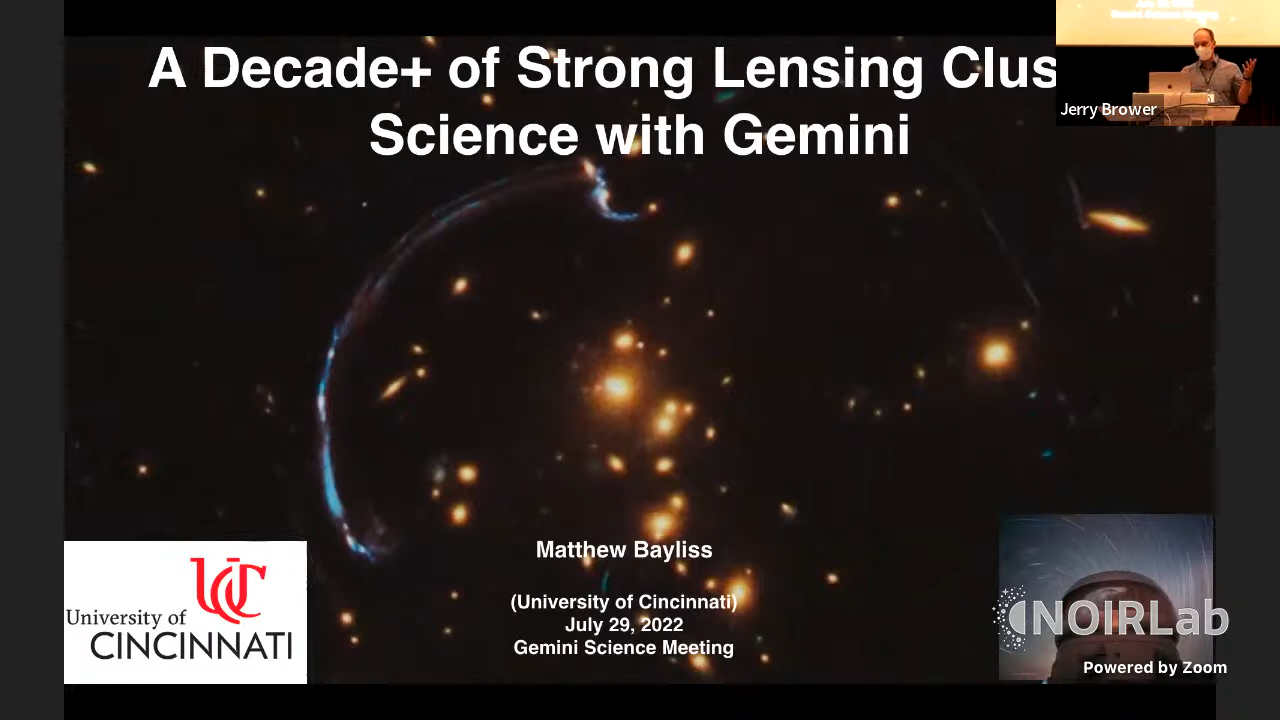 A Decade+ of Strong Lensing Clus
Science with Gemini
Jerry Brower
Matthew Bayliss
(University of Cincinnati)
July 29, 2022
Gemini Science Meeting
UC
University of
CINCINNATI
NOIRLab
Powered by Zoom